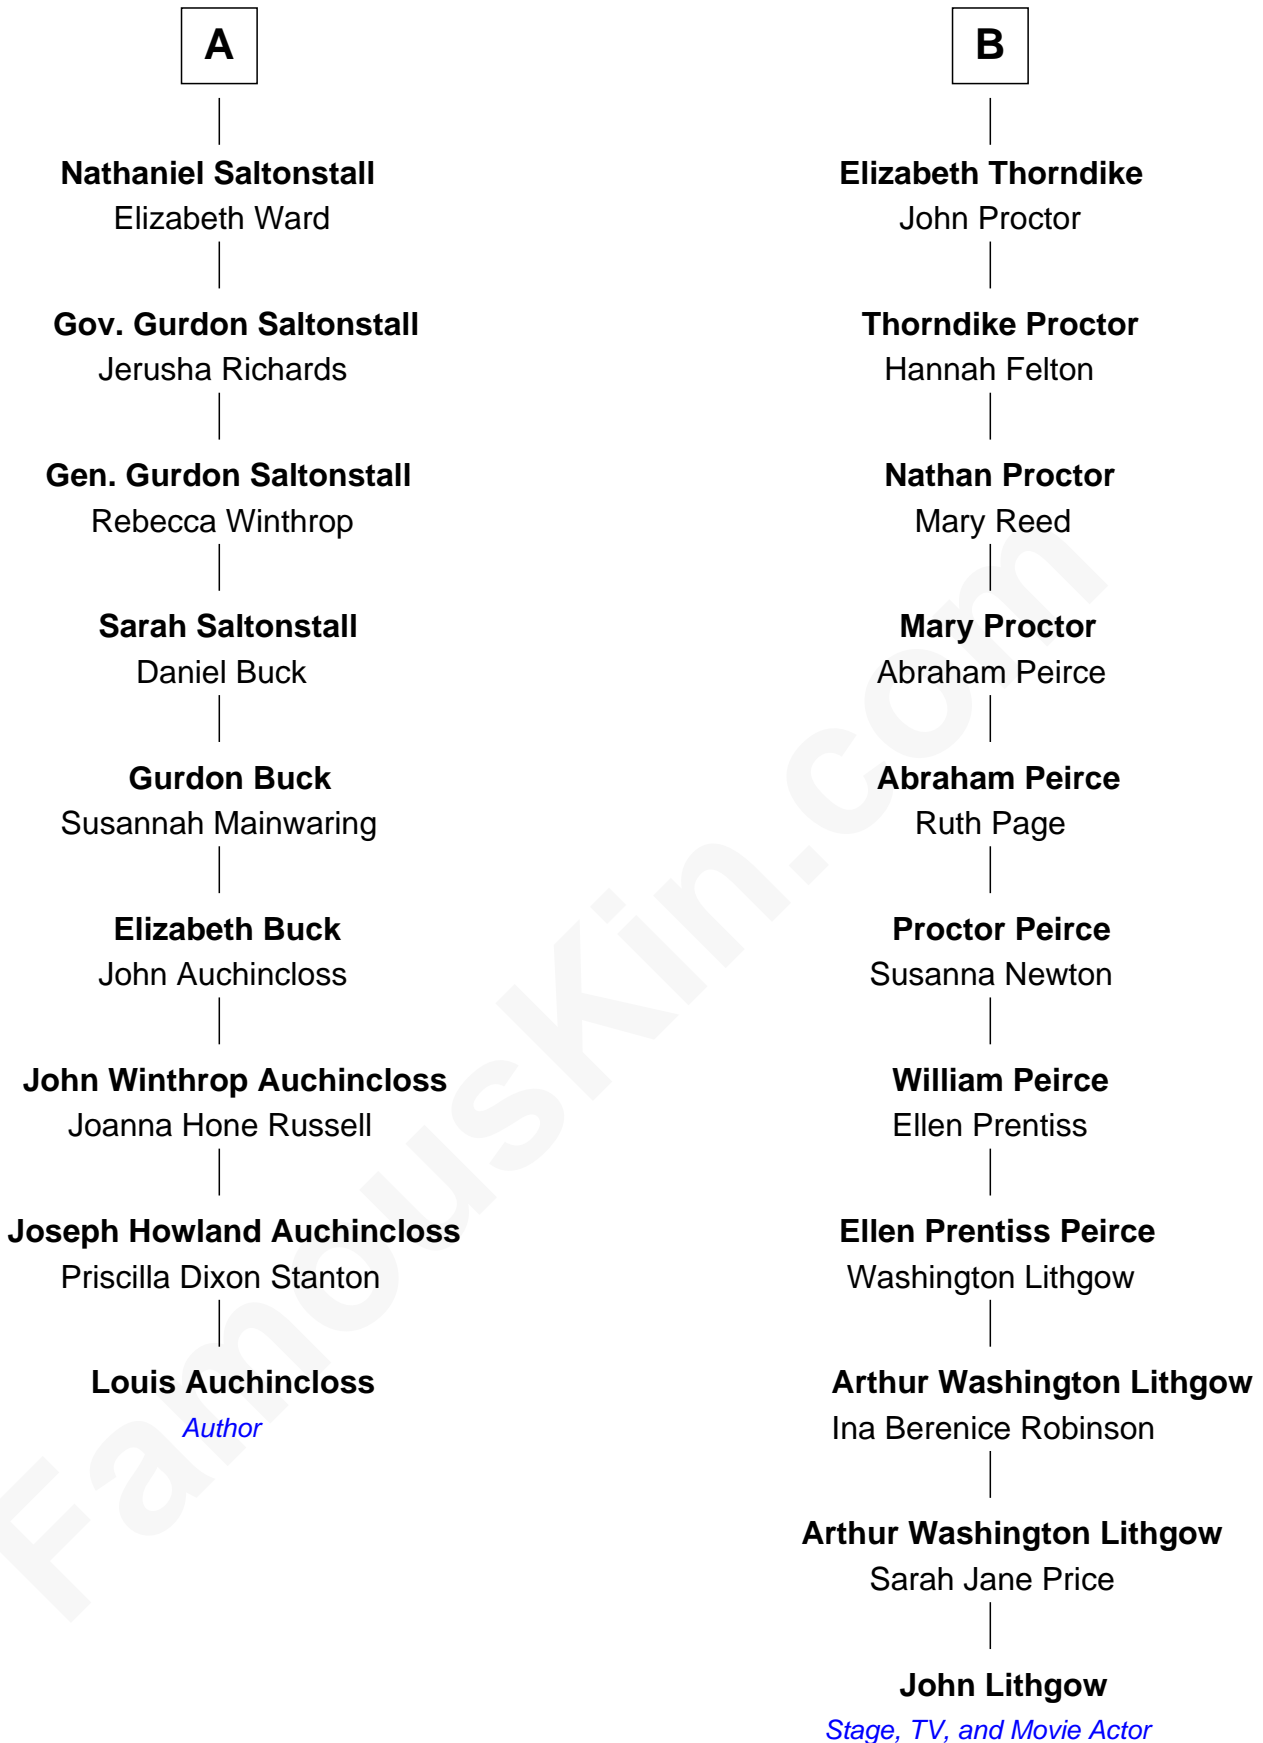 A
Nathaniel Saltonstall
Elizabeth Ward
Gov. Gurdon Saltonstall
Jerusha Richards
Gen. Gurdon Saltonstall
Rebecca Winthrop
Sarah Saltonstall
Daniel Buck
Gurdon Buck
Susannah Mainwaring
Elizabeth Buck
John Auchincloss
John Winthrop Auchincloss
Joanna Hone Russell
Joseph Howland Auchincloss
Priscilla Dixon Stanton
Louis Auchincloss
Author
B
Elizabeth Thorndike
John Proctor
Thorndike Proctor
Hannah Felton
Nathan Proctor
Mary Reed
Mary Proctor
Abraham Peirce
Abraham Peirce
Ruth Page
Proctor Peirce
Susanna Newton
William Peirce
Ellen Prentiss
Ellen Prentiss Peirce
Washington Lithgow
Arthur Washington Lithgow
Ina Berenice Robinson
Arthur Washington Lithgow
Sarah Jane Price
John Lithgow
Stage, TV, and Movie Actor
FamousKin.com